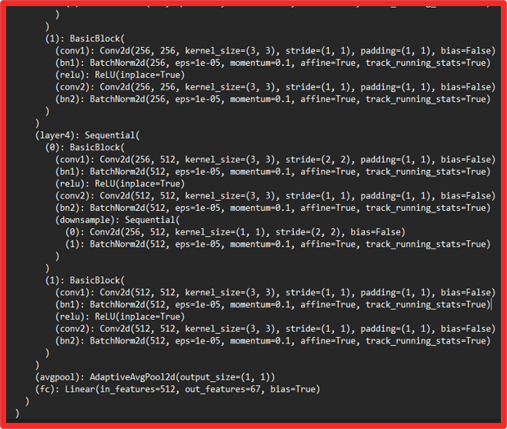 )
)
(1): BasicBlock(
(conv1): Conv2d(256, 256, kernel_size=(3, 3), stride=(1, 1), padding=(1, 1), bias=False)
(bn1): BatchNorm2d(256, eps=1e-05, momentum=0.1, affine=True, track_running_stats=True)
(relu): ReLU(inplace=True)
(conv2): Conv2d(256, 256, kernel_size=(3, 3), stride=(1, 1), padding=(1, 1), bias=False)
(bn2): BatchNorm2d(256, eps=1e-05, momentum=0.1, affine=True, track_running_stats=True)
)
)
(layer4): Sequential(
(0): BasicBlock(
(conv1): Conv2d(256, 512, kernel_size=(3, 3), stride=(2, 2), padding=(1, 1), bias=False)
(bn1): BatchNorm2d(512, eps=1e-05, momentum=0.1, affine=True, track_running_stats=True)
(relu): ReLU(inplace=True)
(conv2): Conv2d(512, 512, kernel_size=(3, 3), stride=(1, 1), padding=(1, 1), bias=False)
(bn2): BatchNorm2d(512, eps=1e-05, momentum=0.1, affine=True, track_running_stats=True)
(downsample): Sequential(
(0): Conv2d(256, 512, kernel_size=(1, 1), stride=(2, 2), bias=False)
(1): BatchNorm2d(512, eps=1e-05, momentum=0.1, affine=True, track_running_stats=True)
)
)
(1): BasicBlock(
(conv1): Conv2d(512, 512, kernel_size=(3, 3), stride=(1, 1), padding=(1, 1), bias=False)
(bn1): BatchNorm2d(512, eps=1e-05, momentum=0.1, affine=True, track_running_stats=True)
(relu): ReLU(inplace=True)
(conv2): Conv2d(512, 512, kernel_size=(3, 3), stride=(1, 1), padding=(1, 1), bias=False)
(bn2): BatchNorm2d(512, eps=1e-05, momentum=0.1, affine=True, track_running_stats=True)
)
)
(avgpool): AdaptiveAvgPool2d(output_size=(1, 1))
(fc): Linear(in_features=512, out_features=67, bias=True)
)
)